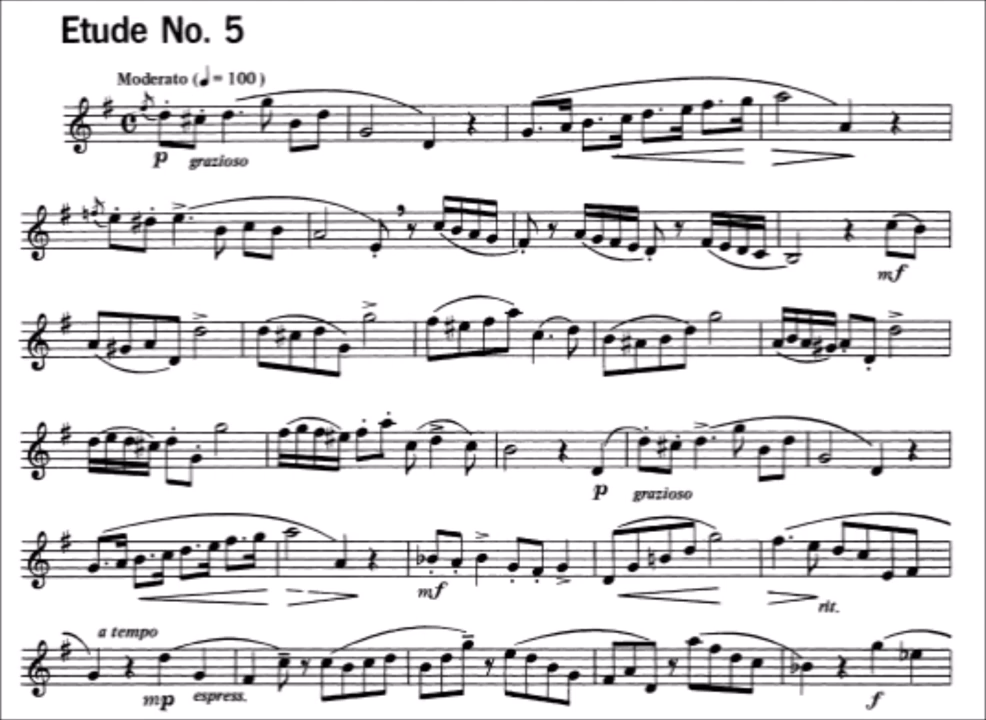 Etude No. 5
Moderato (♩= 100 )
p grazioso
mf
p grazioso
mf
rit.
a tempo
mp espress.
f